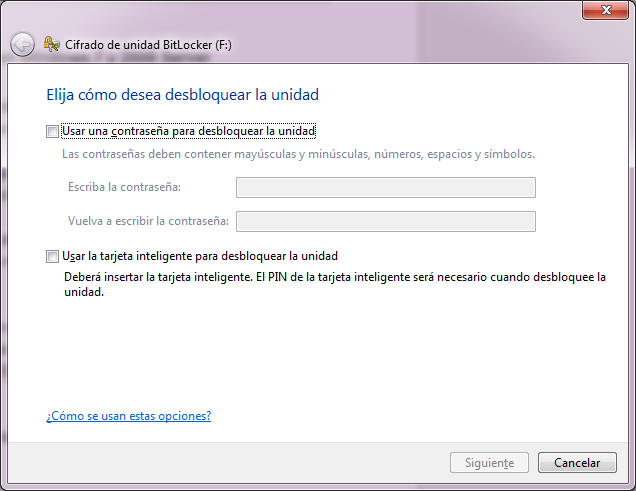 Cifrado de unidad BitLocker (F:)
Elija cómo desea desbloquear la unidad
Usar una contraseña para desbloquear la unidad
Las contraseñas deben contener mayúsculas y minúsculas, números, espacios y símbolos.
Escriba la contraseña:
Vuelva a escribir la contraseña:
Usar la tarjeta inteligente para desbloquear la unidad
Deberá insertar la tarjeta inteligente. El PIN de la tarjeta inteligente será necesario cuando desbloquee la
unidad.
¿Cómo se usan estas opciones?
Siguiente
Cancelar